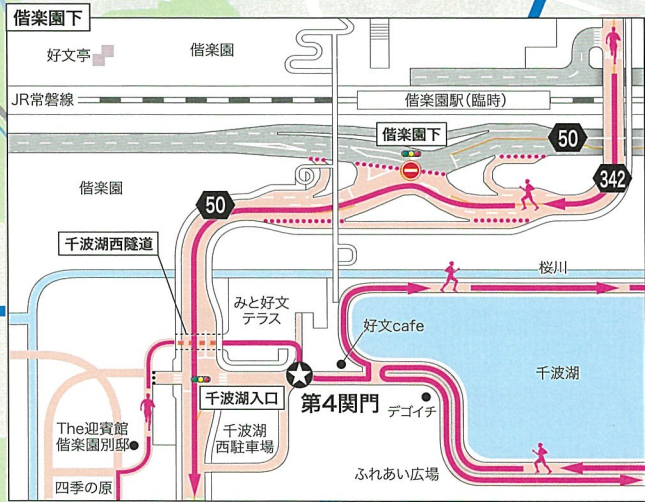 偕楽園下
好文亭
偕楽園
JR常磐線
偕楽園駅(臨時)
偕楽園下
50
342
偕楽園
50
千波湖西隧道
桜川
みと好文
テラス
好文cafe
千波湖
千波湖入口
第4関門
デゴイチ
The迎賓館
偕楽園別邸
千波湖
西駐車場
四季の原
ふれあい広場